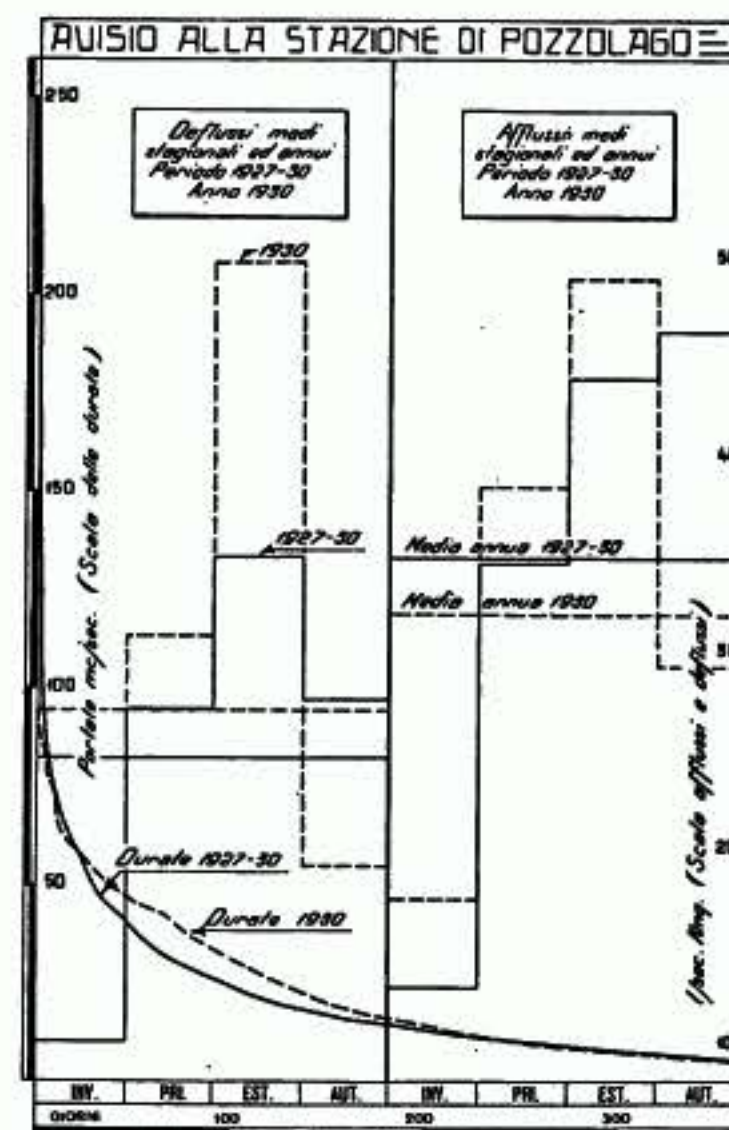 AVISIO ALLA STAZIONE DI POZZOLAGO
250
Deflussi medi
stagionali ed annui
Periodo 1927-30
Anno 1930
Afflussi medi
stagionali ed annui
Periodo 1927-30
Anno 1930
1930
200
Portate mc/sec. (Scala delle durate)
150
1927-30
Media annua 1927-30
Media annua 1930
100
l/sec. Kmq. (Scala afflussi e deflussi)
Durate 1927-30
50
Durate 1930
INV. PRI. EST. AUT. INV. PRI. EST. AUT.
GIORNI 100 200 300